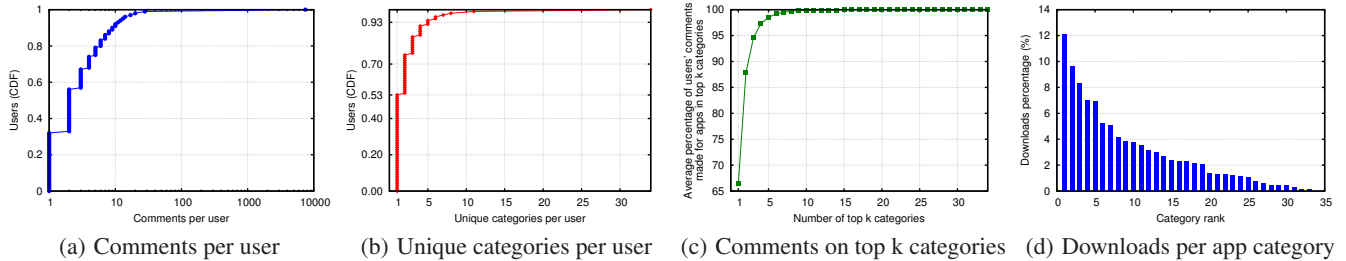 Users (CDF)
1
0.8
0.6
0.4
0.2
0
1 10 100 1000 10000
Comments per user
(a) Comments per user
Users (CDF)
0.93
0.80
0.53
0.40
0.20
0.00
1 5 10 15 20 25 30
Unique categories per user
(b) Unique categories per user
Average percentage of users' comments
made for apps in top k categories
100
95
90
85
80
75
70
65
1 5 10 15 20 25 30
Number of top k categories
(c) Comments on top k categories
Downloads percentage (%)
14
12
10
8
6
4
2
0
0 5 10 15 20 25 30 35
Category rank
(d) Downloads per app category